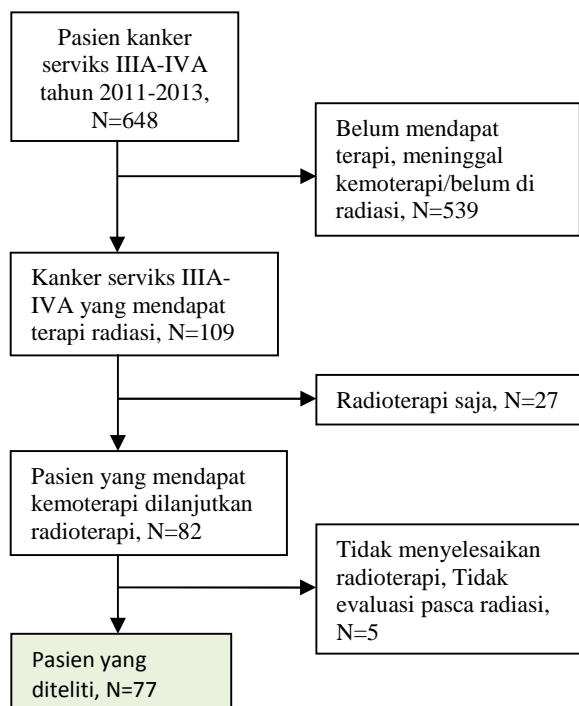 Pasien kanker
serviks IIIA-IVA
tahun 2011-2013,
N=648
Belum mendapat
terapi, meninggal
kemoterapi/belum di
radiasi, N=539
Kanker serviks IIIA-
IVA yang mendapat
terapi radiasi, N=109
Radioterapi saja, N=27
Pasien yang mendapat
kemoterapi dilanjutkan
radioterapi, N=82
Tidak menyelesaikan
radioterapi, Tidak
evaluasi pasca radiasi,
N=5
Pasien yang
diteliti, N=77